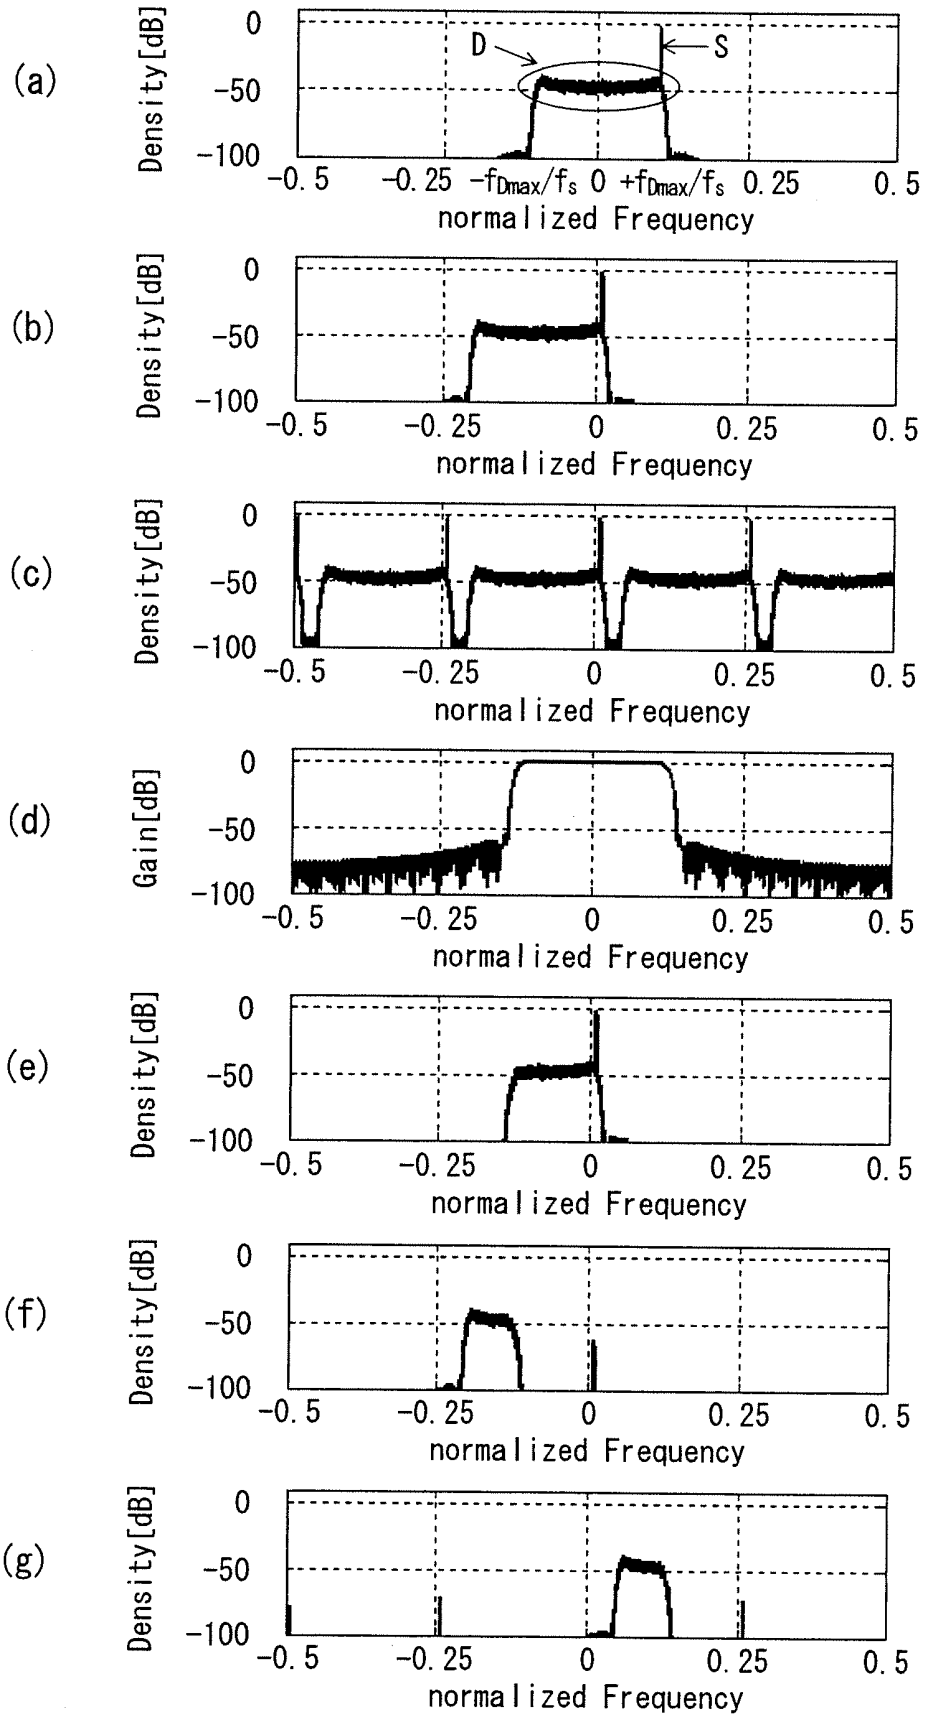 (a)
Density[dB]
0
-50
-100
D
S
-0.5 -0.25 -fDmax/fs 0 +fDmax/fs 0.25 0.5
normalized Frequency
(b)
Density[dB]
0
-50
-100
-0.5 -0.25 0 0.25 0.5
normalized Frequency
(c)
Density[dB]
0
-50
-100
-0.5 -0.25 0 0.25 0.5
normalized Frequency
(d)
Gain[dB]
0
-50
-100
-0.5 -0.25 0 0.25 0.5
normalized Frequency
(e)
Density[dB]
0
-50
-100
-0.5 -0.25 0 0.25 0.5
normalized Frequency
(f)
Density[dB]
0
-50
-100
-0.5 -0.25 0 0.25 0.5
normalized Frequency
(g)
Density[dB]
0
-50
-100
-0.5 -0.25 0 0.25 0.5
normalized Frequency